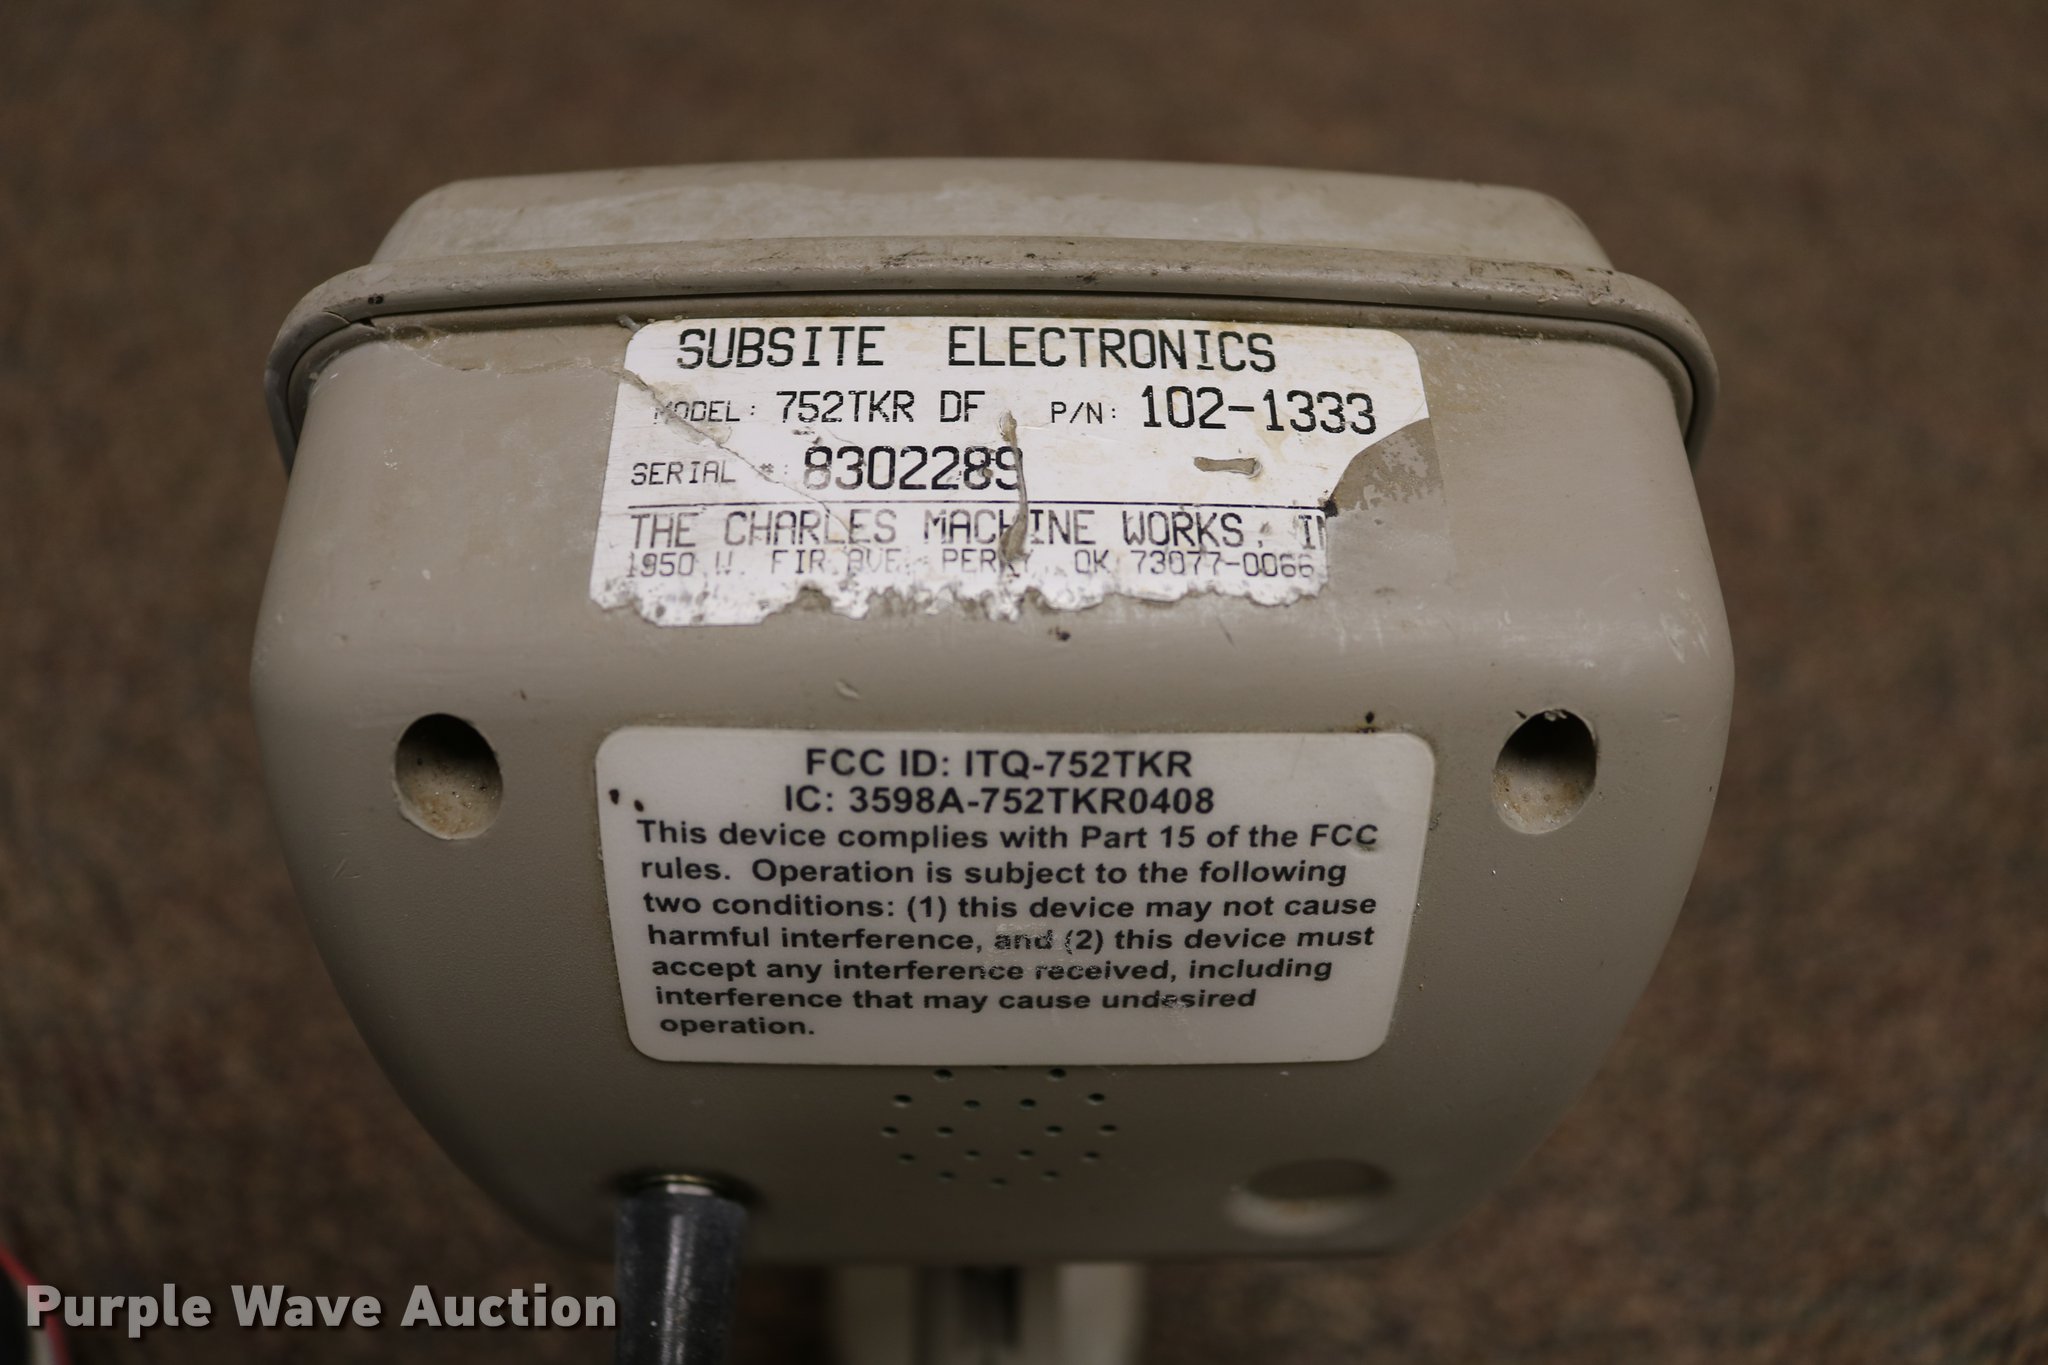 SUBSITE ELECTRONICS
MODEL: 752TKR DF P/N: 102-1333
SERIAL #: 8302289
THE CHARLES MACHINE WORKS, IN
1950 W. FIR AVE. PERRY, OK 73077-0066
FCC ID: ITQ-752TKR
IC: 3598A-752TKR0408
This device complies with Part 15 of the FCC
rules. Operation is subject to the following
two conditions: (1) this device may not cause
harmful interference, and (2) this device must
accept any interference received, including
interference that may cause undesired
operation.
Purple Wave Auction